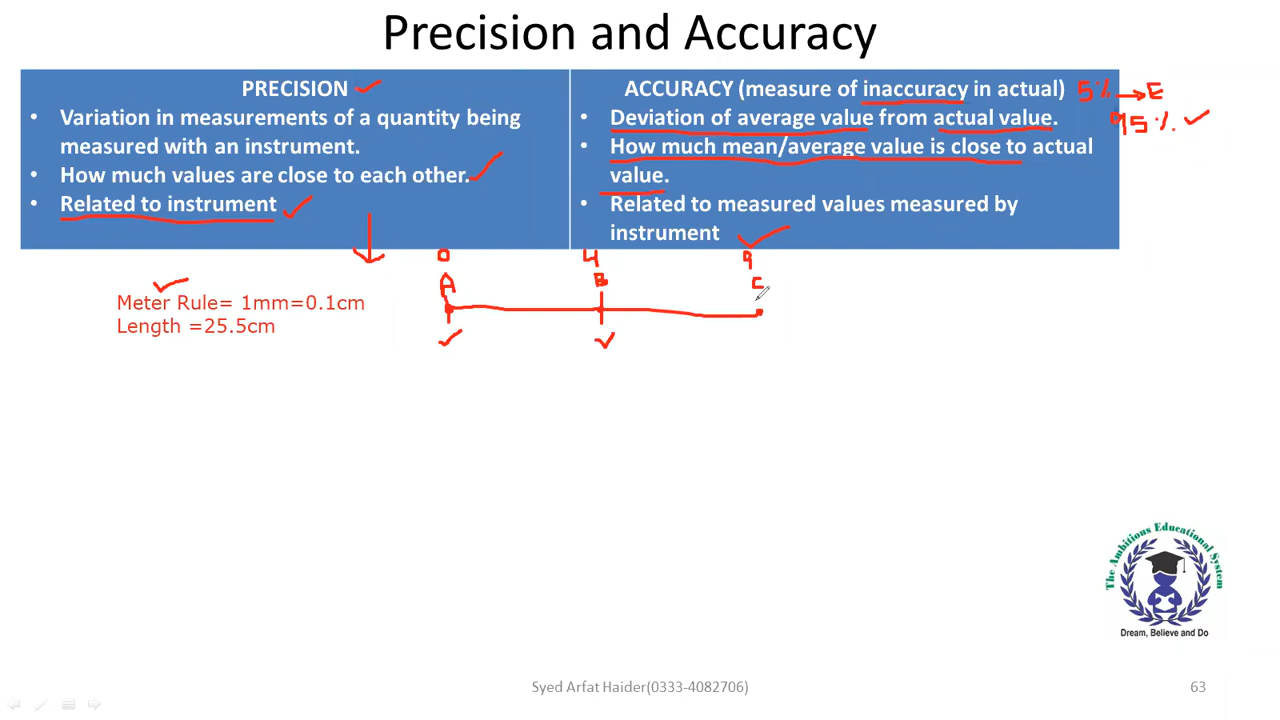 Precision and Accuracy
PRECISION
• Variation in measurements of a quantity being
measured with an instrument.
• How much values are close to each other.
• Related to instrument
ACCURACY (measure of inaccuracy in actual)
• Deviation of average value from actual value.
• How much mean/average value is close to actual
value.
• Related to measured values measured by
instrument
5% → E
95%
0 4 9
A B C
Meter Rule= 1mm=0.1cm
Length =25.5cm
The Ambitious Educational System
Dream, Believe and Do
Syed Arfat Haider(0333-4082706)
63